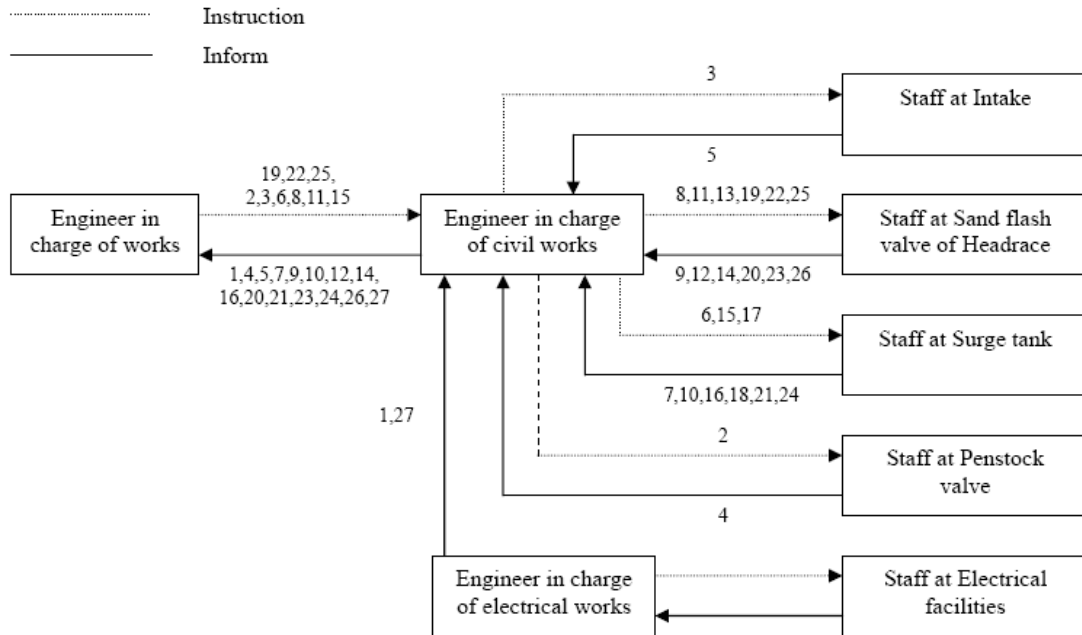 Instruction
Inform
3
Staff at Intake
5
19,22,25,
2,3,6,8,11,15
8,11,13,19,22,25
Engineer in
charge of works
Engineer in charge
of civil works
Staff at Sand flash
valve of Headrace
1,4,5,7,9,10,12,14,
16,20,21,23,24,26,27
9,12,14,20,23,26
6,15,17
Staff at Surge tank
7,10,16,18,21,24
1,27
2
Staff at Penstock
valve
4
Engineer in charge
of electrical works
Staff at Electrical
facilities